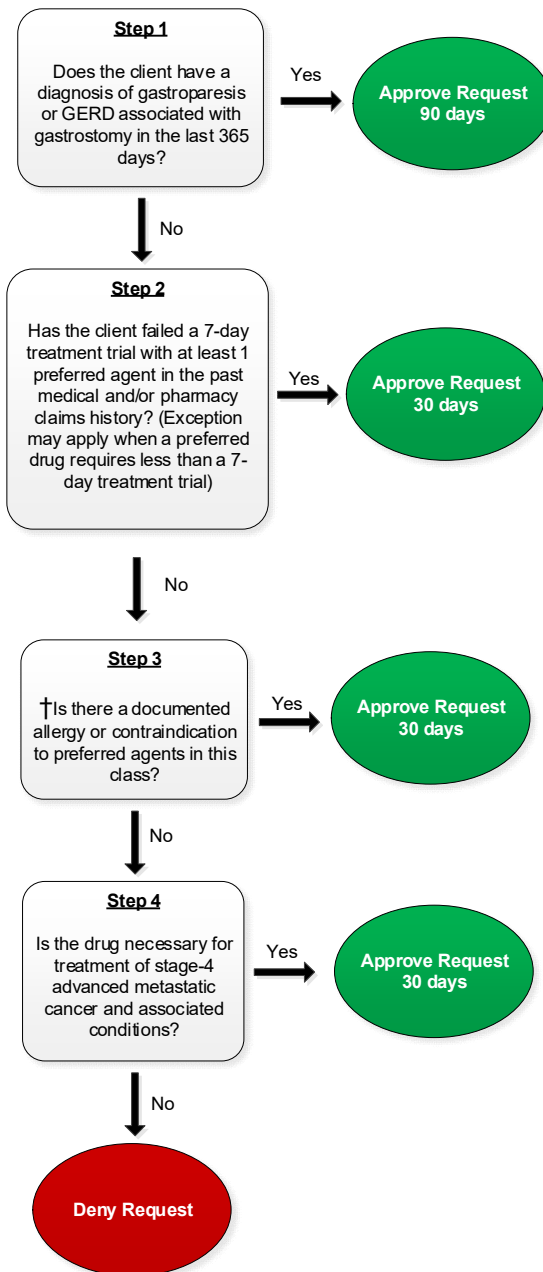 Step 1
Does the client have a
diagnosis of gastroparesis
or GERD associated with
gastrostomy in the last 365
days?
Yes
Approve Request
90 days
No
Step 2
Has the client failed a 7-day
treatment trial with at least 1
preferred agent in the past
medical and/or pharmacy
claims history? (Exception
may apply when a preferred
drug requires less than a 7-
day treatment trial)
Yes
Approve Request
30 days
No
Step 3
†Is there a documented
allergy or contraindication
to preferred agents in this
class?
Yes
Approve Request
30 days
No
Step 4
Is the drug necessary for
treatment of stage-4
advanced metastatic
cancer and associated
conditions?
Yes
Approve Request
30 days
No
Deny Request